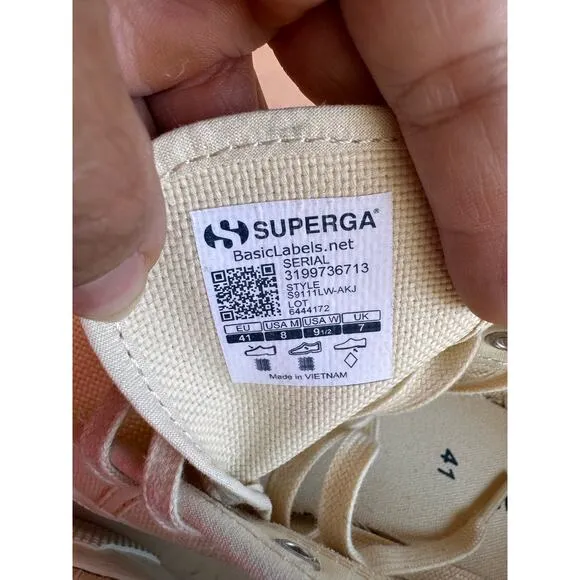 SUPERGA®
BasicLabels.net
SERIAL
3199736713
STYLE
S9111LW-AKJ
LOT
6444172
EU USA M USA W UK
41 8 9 1/2 7
Made in VIETNAM
41